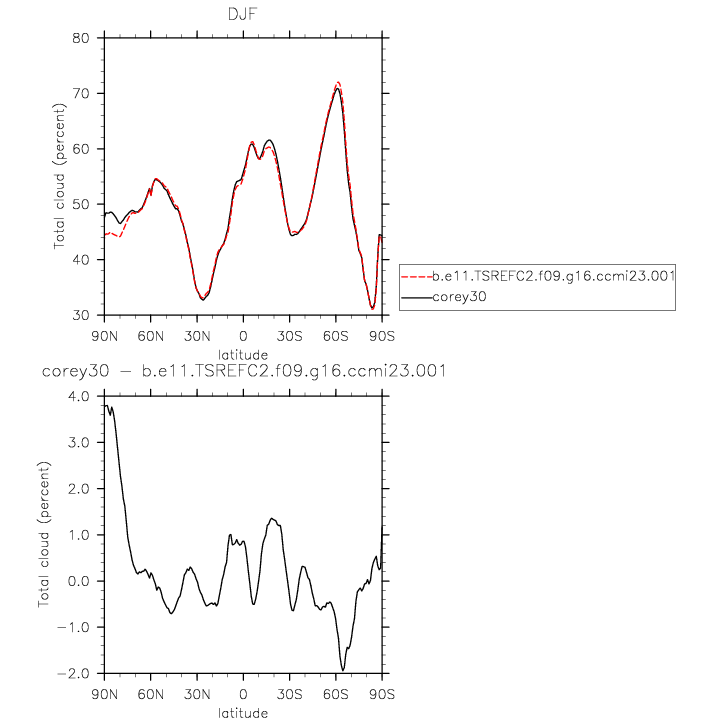 DJF
80
70
60
50
40
30
Total cloud (percent)
90N 60N 30N 0 30S 60S 90S
latitude
b.e11.TSREFC2.f09.g16.ccmi23.001
corey30
corey30 − b.e11.TSREFC2.f09.g16.ccmi23.001
4.0
3.0
2.0
1.0
0.0
−1.0
−2.0
Total cloud (percent)
90N 60N 30N 0 30S 60S 90S
latitude